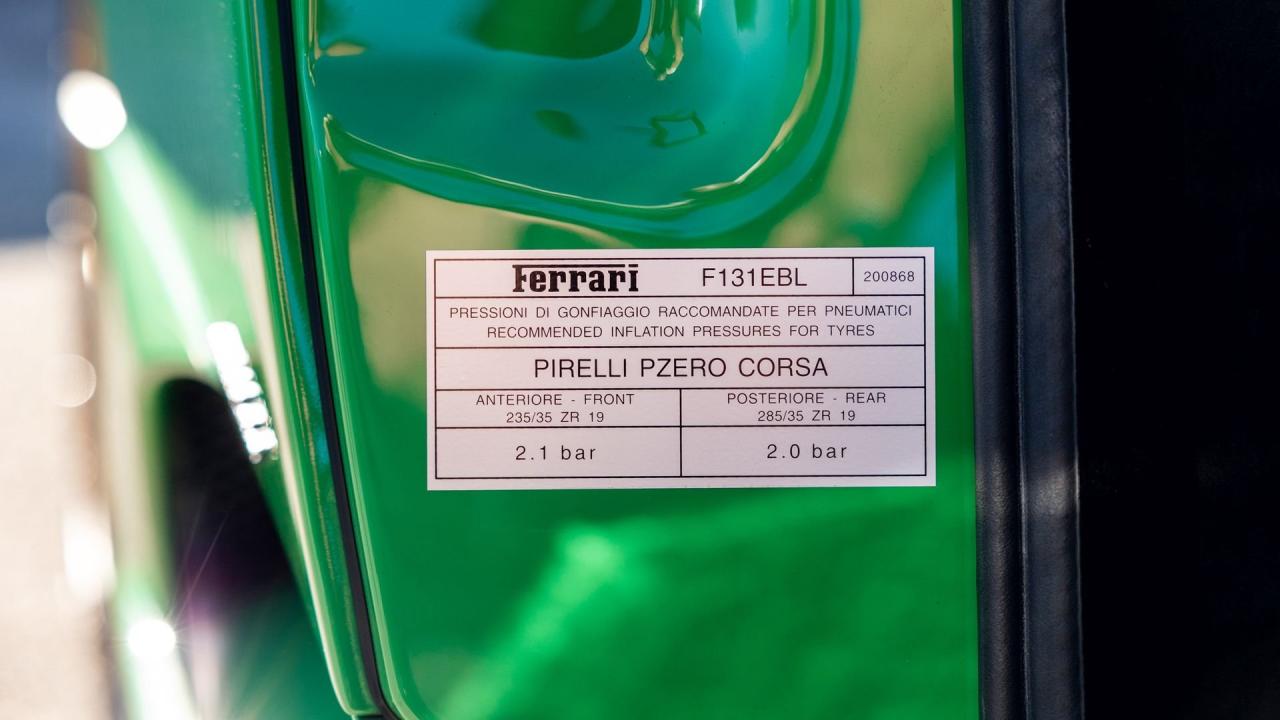 Ferrari F131EBL 200868
PRESSIONI DI GONFIAGGIO RACCOMANDATE PER PNEUMATICI
RECOMMENDED INFLATION PRESSURES FOR TYRES
PIRELLI PZERO CORSA
ANTERIORE - FRONT POSTERIORE - REAR
235/35 ZR 19 285/35 ZR 19
2.1 bar 2.0 bar